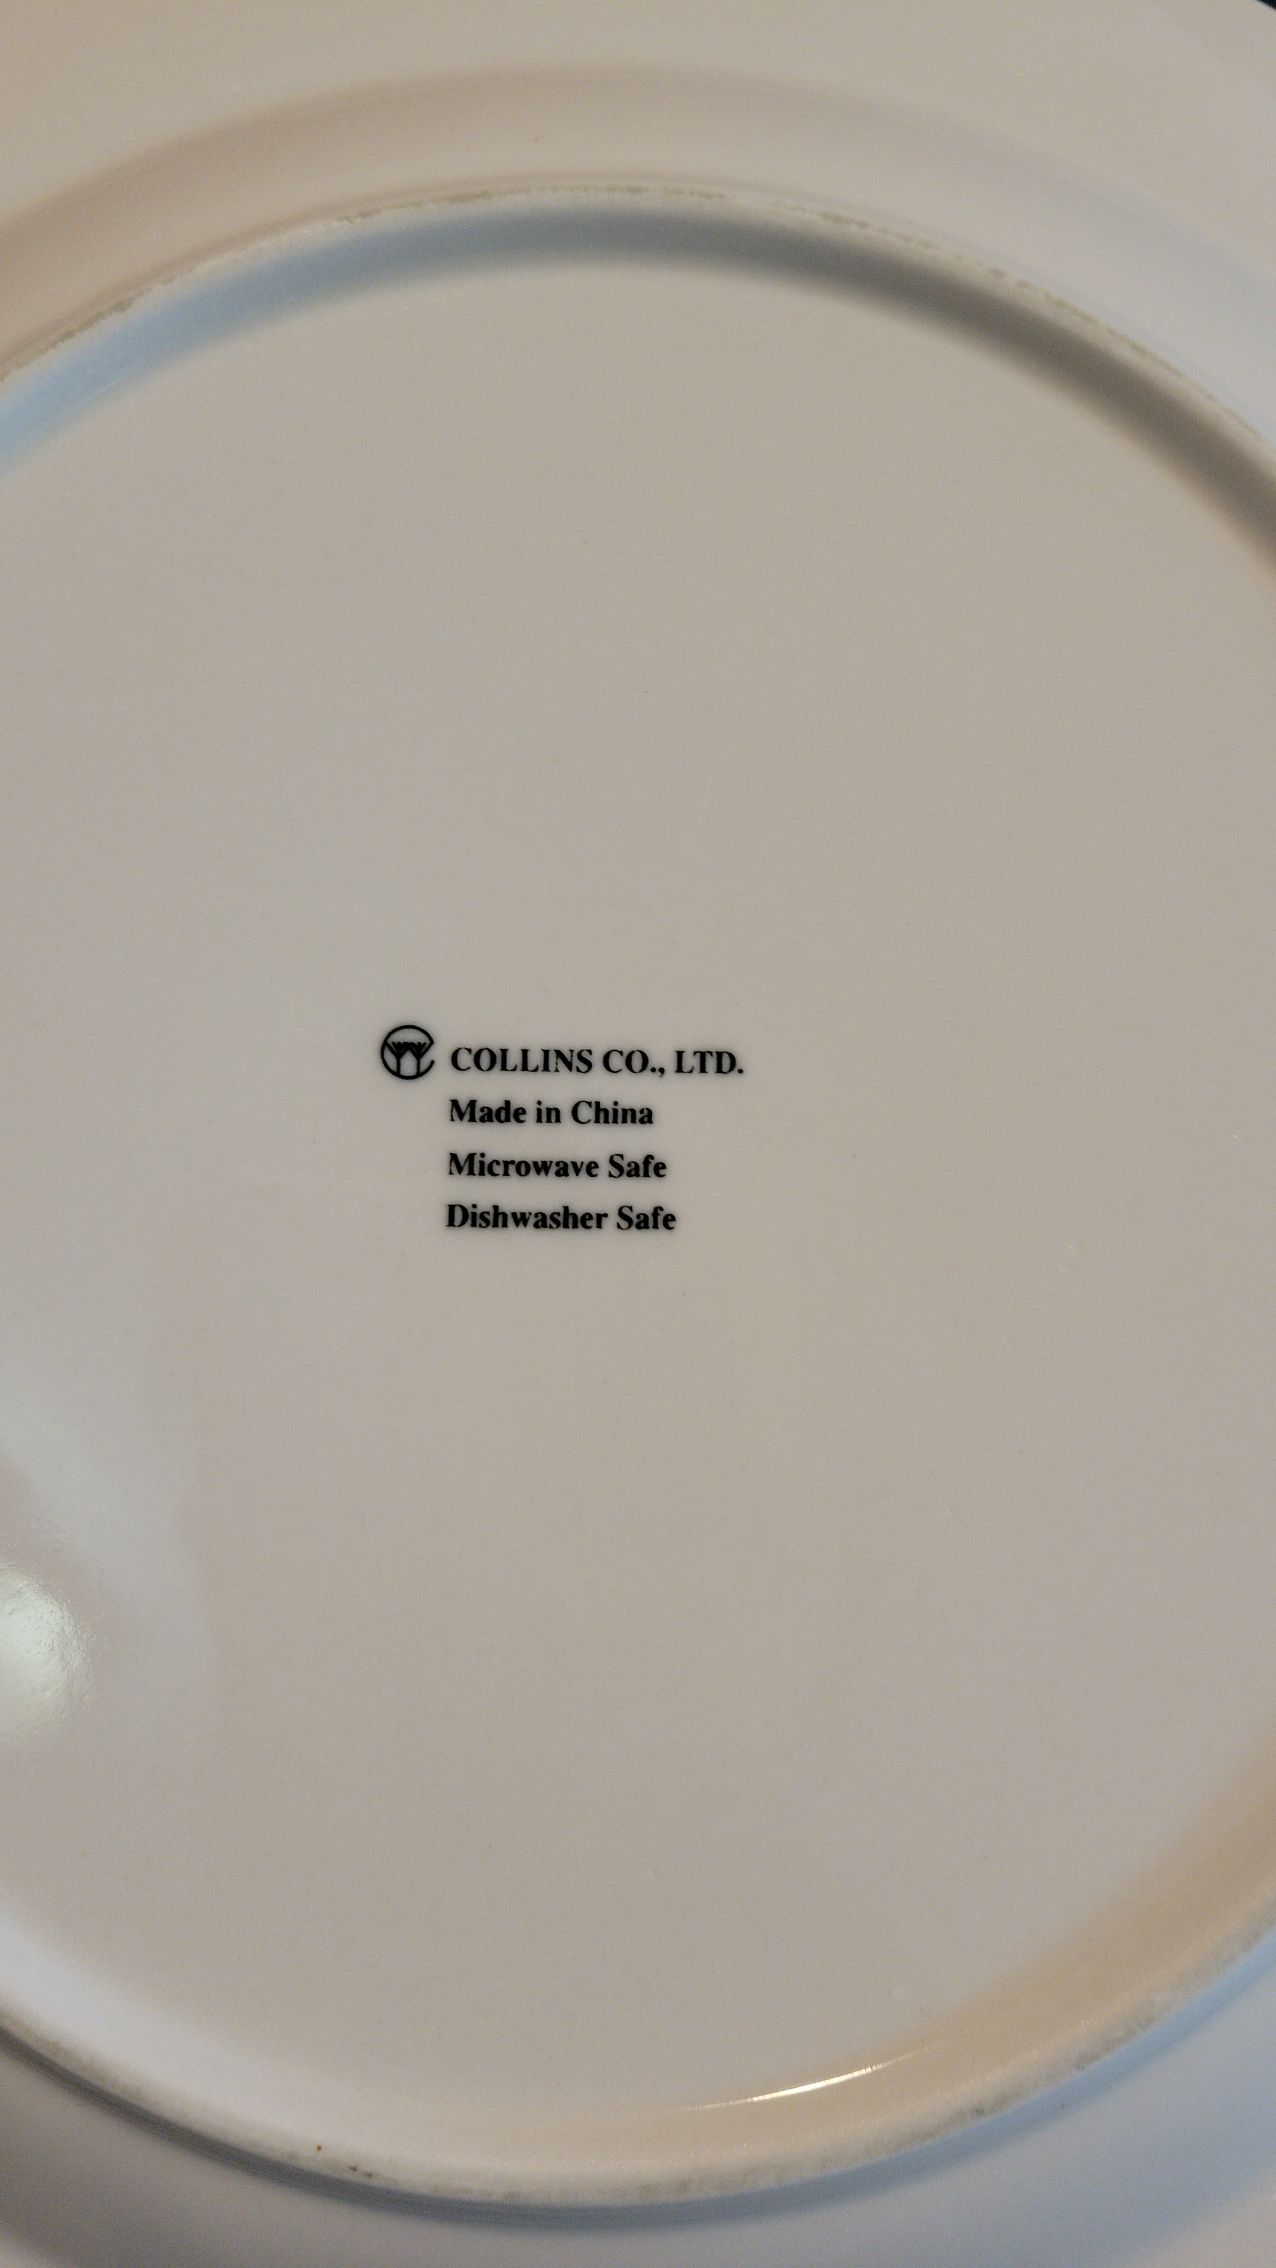 COLLINS CO., LTD.
Made in China
Microwave Safe
Dishwasher Safe